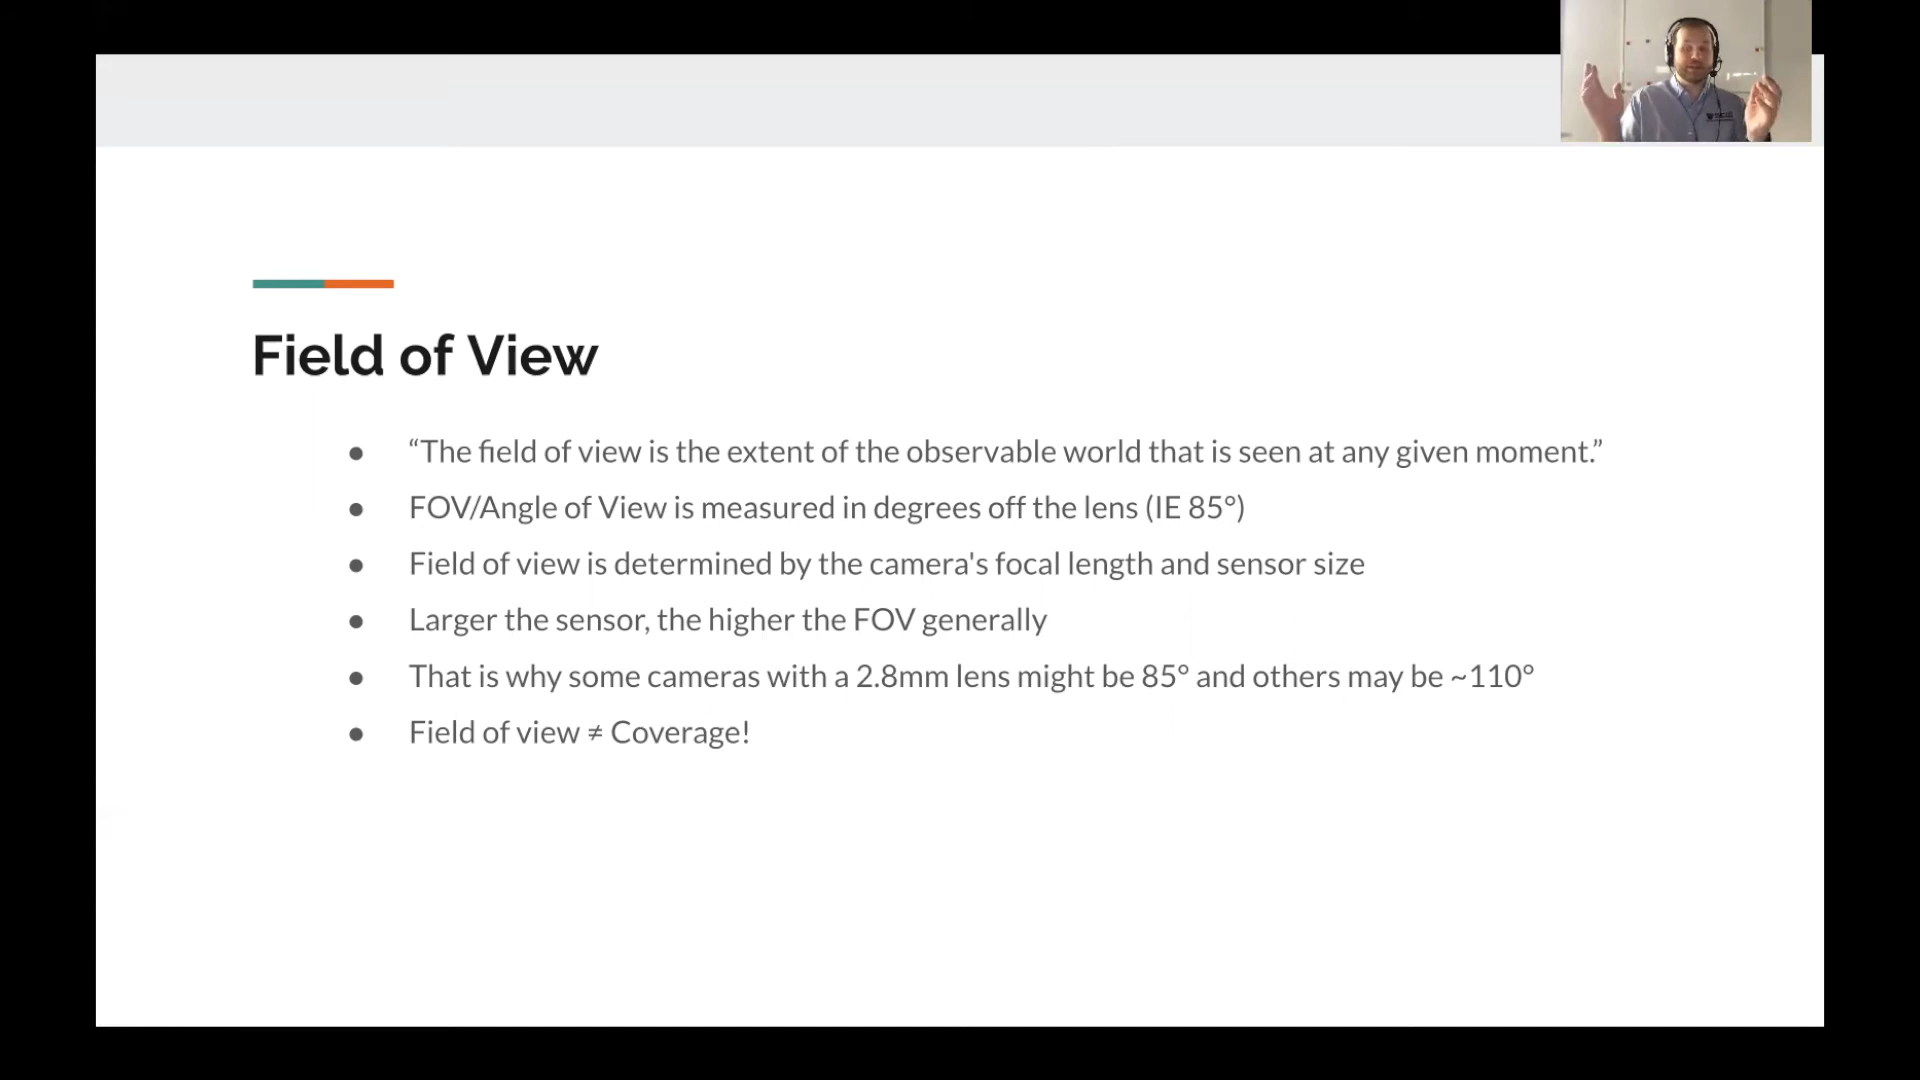 Field of View
● “The field of view is the extent of the observable world that is seen at any given moment.”
● FOV/Angle of View is measured in degrees off the lens (IE 85°)
● Field of view is determined by the camera's focal length and sensor size
● Larger the sensor, the higher the FOV generally
● That is why some cameras with a 2.8mm lens might be 85° and others may be ~110°
● Field of view ≠ Coverage!